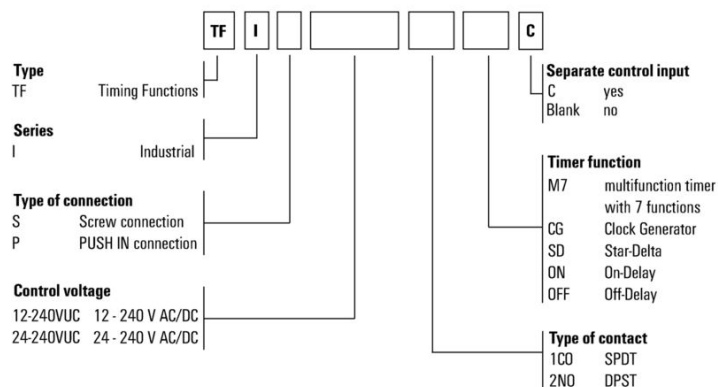 TF I C
Type
TF Timing Functions
Series
I Industrial
Type of connection
S Screw connection
P PUSH IN connection
Control voltage
12-240VUC 12 - 240 V AC/DC
24-240VUC 24 - 240 V AC/DC
Separate control input
C yes
Blank no
Timer function
M7 multifunction timer
with 7 functions
CG Clock Generator
SD Star-Delta
ON On-Delay
OFF Off-Delay
Type of contact
1CO SPDT
2NO DPST